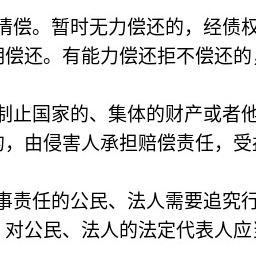 清偿。暂时无力偿还的，经债权
期偿还。有能力偿还拒不偿还的，
制止国家的、集体的财产或者他
的，由侵害人承担赔偿责任，受益
事责任的公民、法人需要追究行
，对公民、法人的法定代表人应当